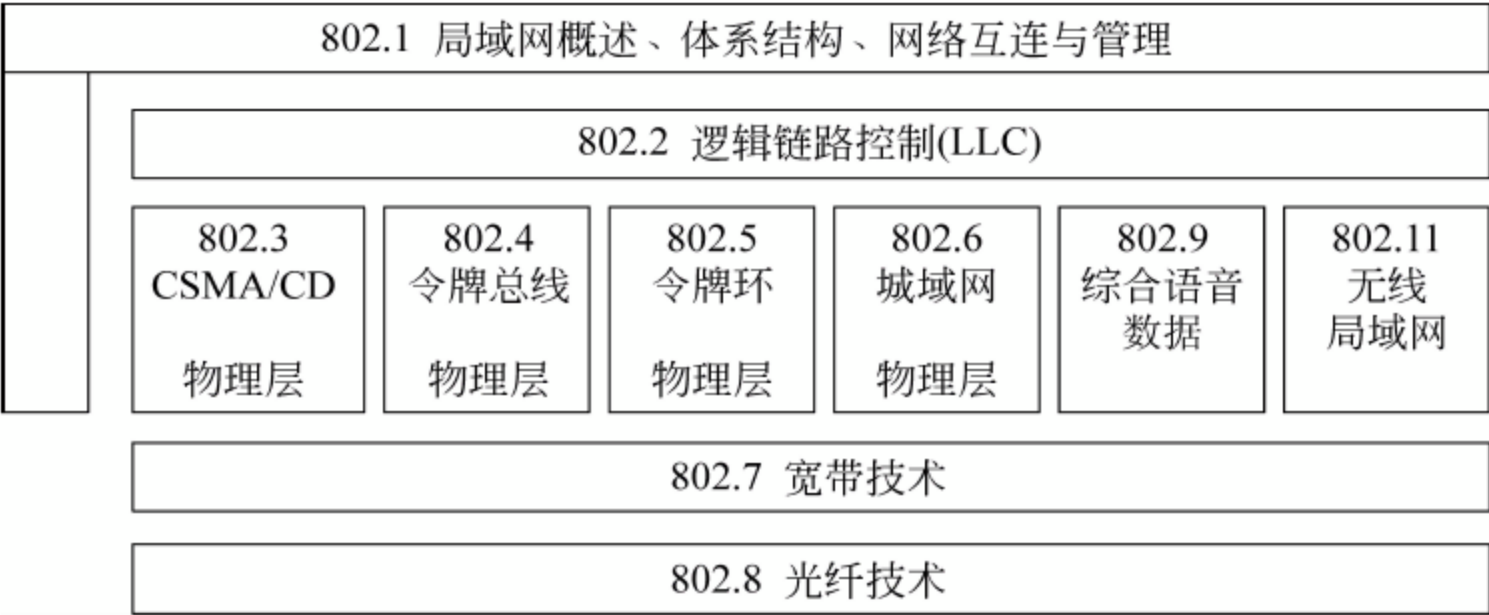 802.1 局域网概述、体系结构、网络互连与管理
802.2 逻辑链路控制(LLC)
802.3
CSMA/CD
物理层
802.4
令牌总线
物理层
802.5
令牌环
物理层
802.6
城域网
物理层
802.9
综合语音
数据
802.11
无线
局域网
802.7 宽带技术
802.8 光纤技术